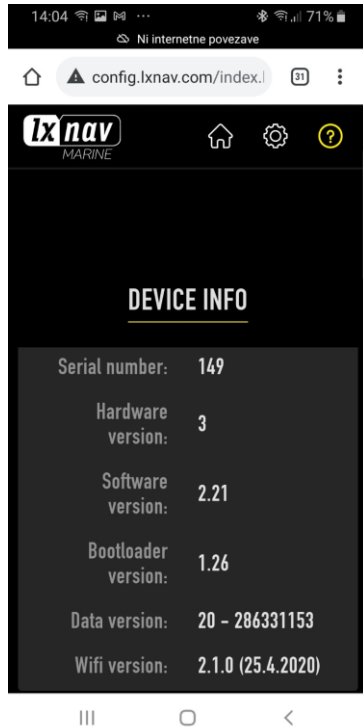 14:04 71%
Ni internetne povezave
config.lxnav.com/index.l 31
lx nav
MARINE
?
DEVICE INFO
Serial number: 149
Hardware
version: 3
Software
version: 2.21
Bootloader
version: 1.26
Data version: 20 - 286331153
Wifi version: 2.1.0 (25.4.2020)